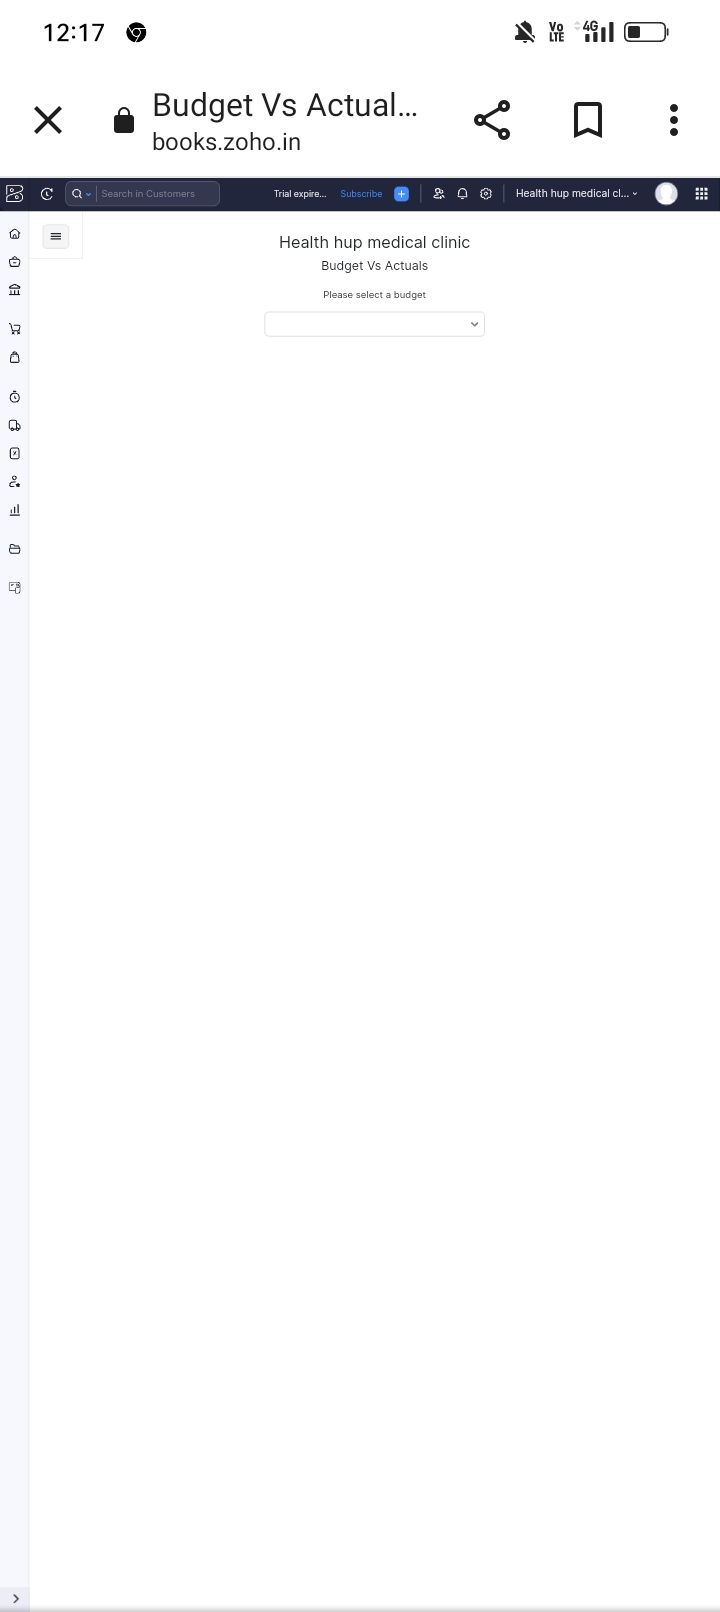 12:17
Vo
LTE
4G
Budget Vs Actual...
books.zoho.in
Search in Customers
Trial expire...
Subscribe
Health hup medical cl...
Health hup medical clinic
Budget Vs Actuals
Please select a budget